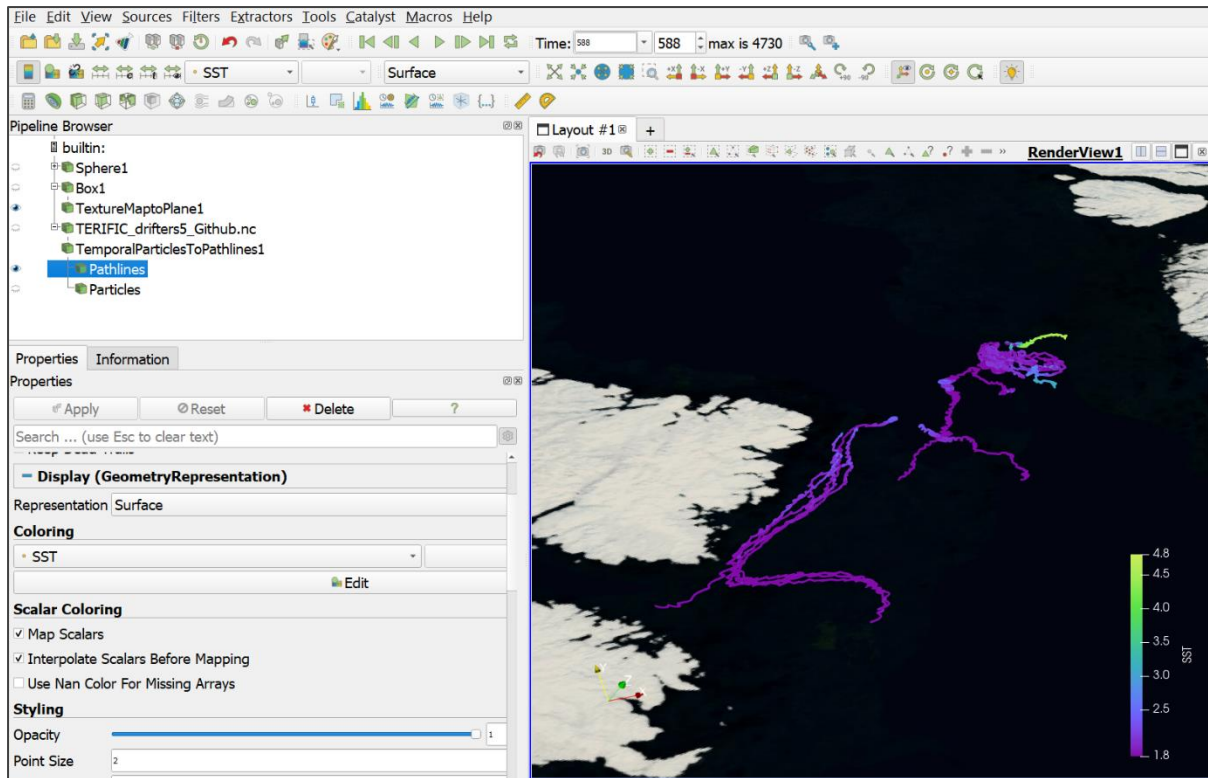 File Edit View Sources Filters Extractors Tools Catalyst Macros Help
Time: 588 588 max is 4730
SST Surface
Pipeline Browser
builtin:
Sphere1
Box1
TextureMaptoPlane1
TERIFIC_drifters5_Github.nc
TemporalParticlesToPathlines1
Pathlines
Particles
Properties Information
Properties
Apply Reset Delete ?
Search ... (use Esc to clear text)
Display (GeometryRepresentation)
Representation Surface
Coloring
SST
Edit
Scalar Coloring
Map Scalars
Interpolate Scalars Before Mapping
Use Nan Color For Missing Arrays
Styling
Opacity 1
Point Size 2
Layout #1 +
3D RenderView1
4.8
4.5
4.0
3.5
3.0
2.5
1.8
SST
Y
Z
X